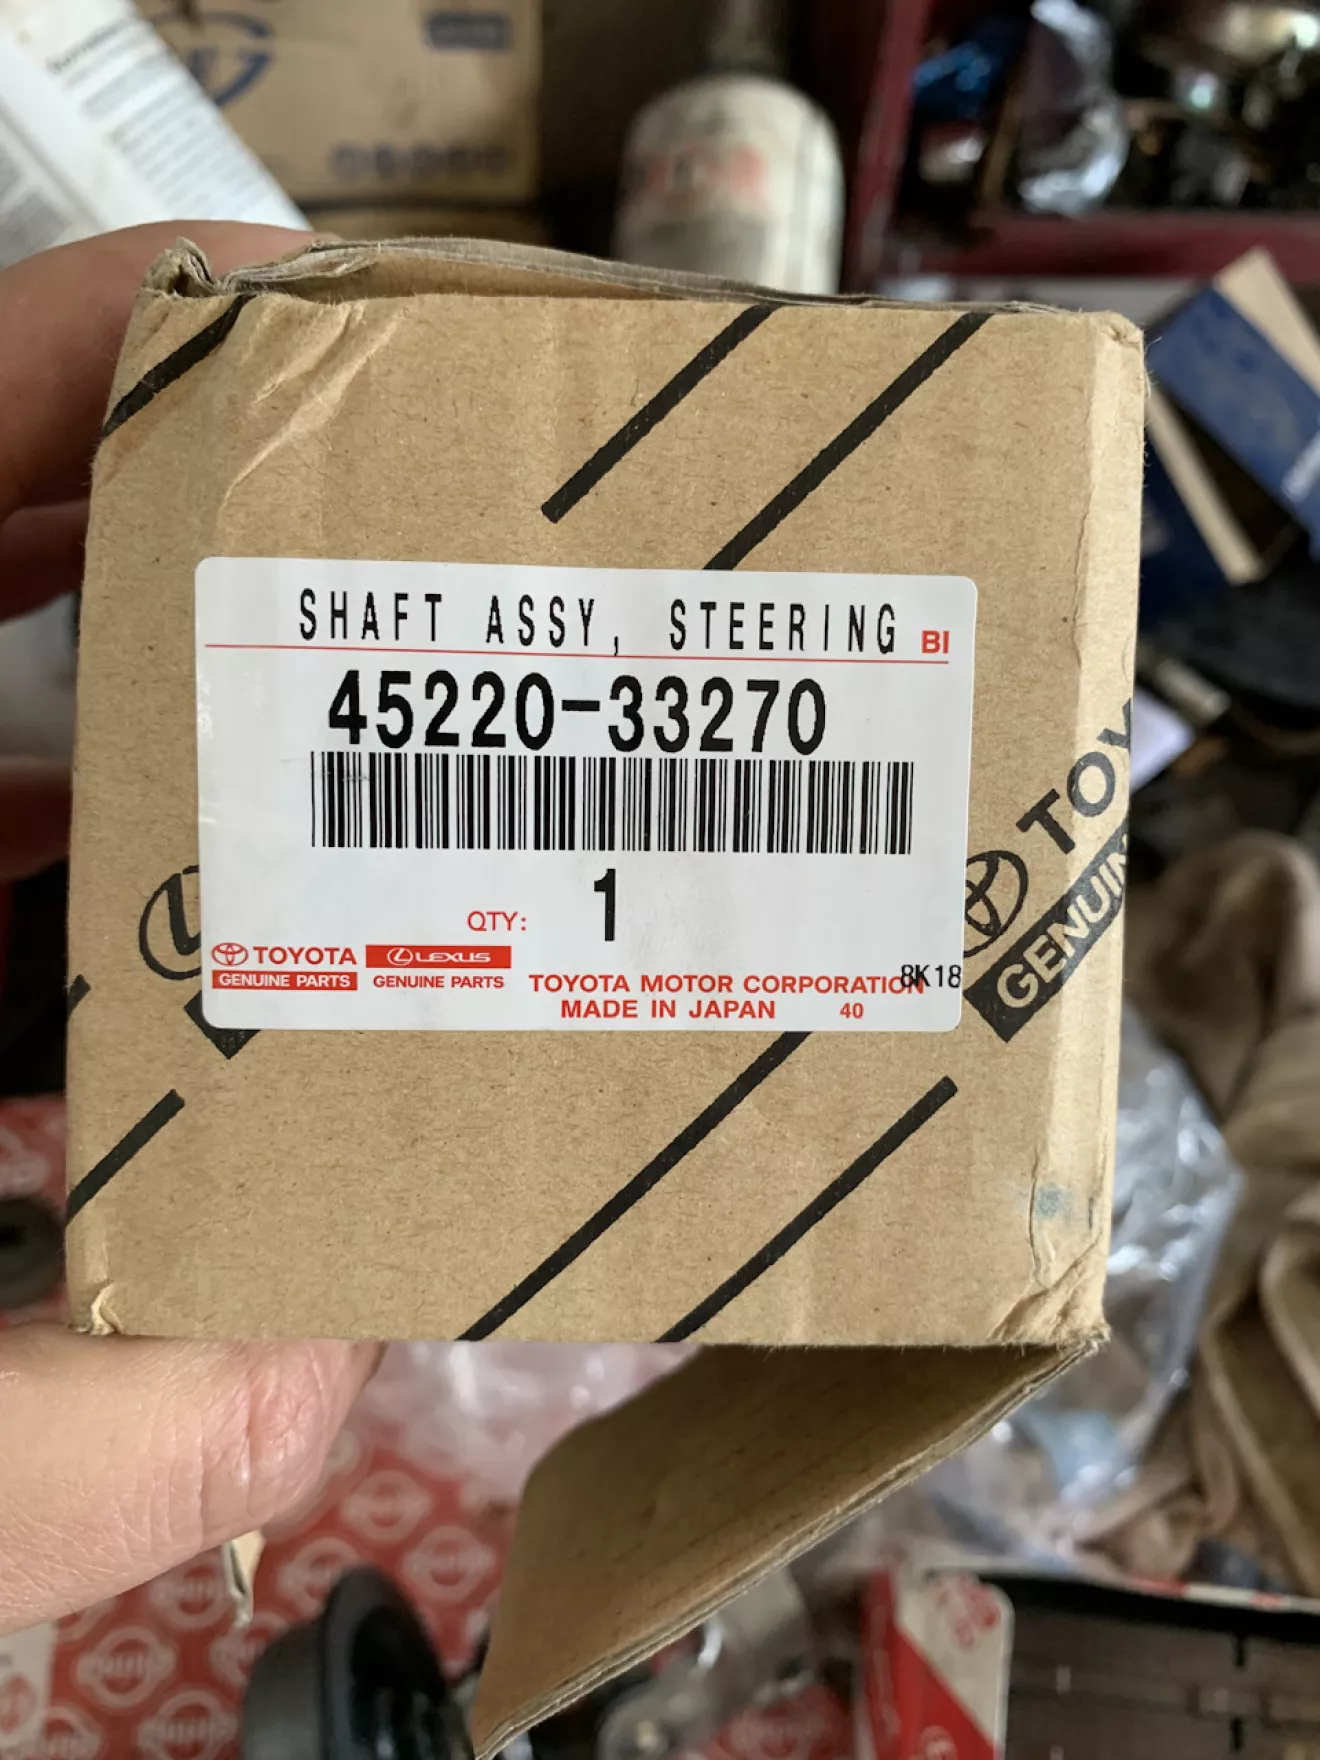 SHAFT ASSY, STEERING BI
45220-33270
QTY: 1
TOYOTA
GENUINE PARTS
LEXUS
GENUINE PARTS
TOYOTA MOTOR CORPORATION
8K18
MADE IN JAPAN 40
TOY
GENUIN